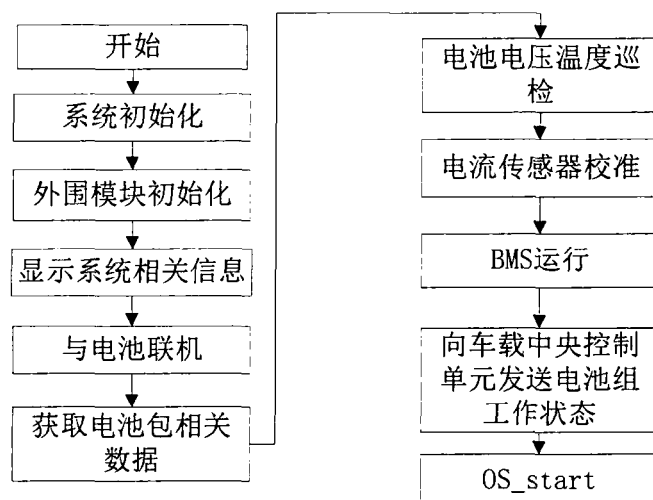 开始
系统初始化
外围模块初始化
显示系统相关信息
与电池联机
获取电池包相关
数据
电池电压温度巡
检
电流传感器校准
BMS运行
向车载中央控制
单元发送电池组
工作状态
OS_start